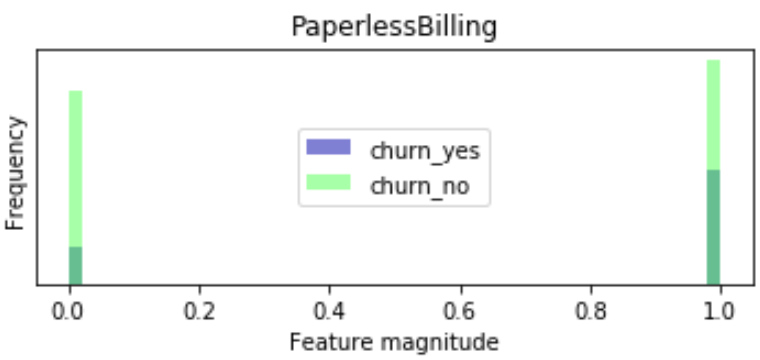 PaperlessBilling
Frequency
churn_yes
churn_no
0.0 0.2 0.4 0.6 0.8 1.0
Feature magnitude